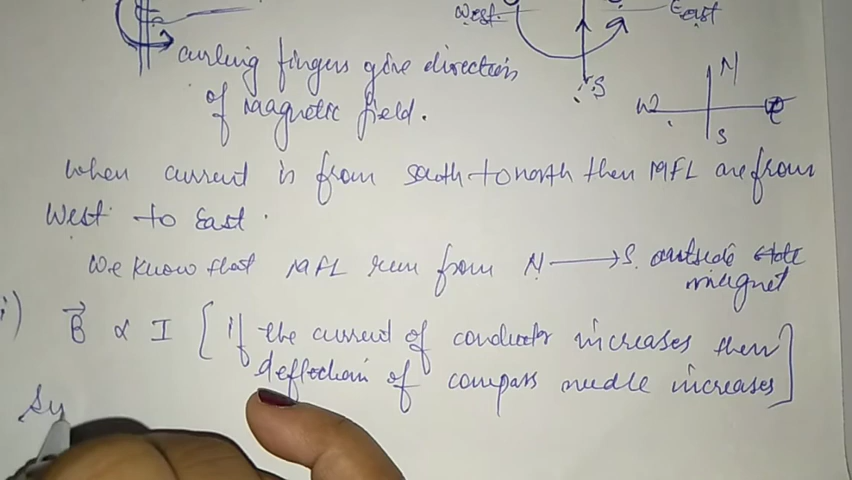 West. East
curling fingers give direction
of Magnetic field.
S
N
W E
S
When current is from south to north then MFL are from
West to East.
We know that MFL run from N → S. outside the
magnet
i) B⃗ ∝ I [if the current of conductor increases then
deflection of compass needle increases]
Su